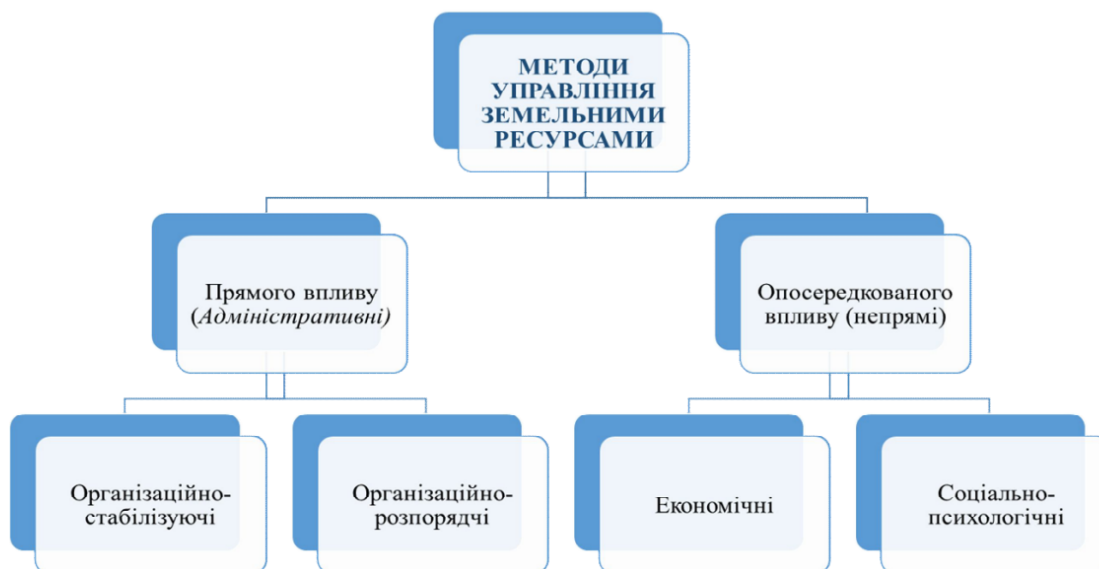 МЕТОДИ
УПРАВЛІННЯ
ЗЕМЕЛЬНИМИ
РЕСУРСАМИ
Прямого впливу
(Адміністративні)
Опосередкованого
впливу (непрямі)
Організаційно-
стабілізуючі
Організаційно-
розпорядчі
Економічні
Соціально-
психологічні